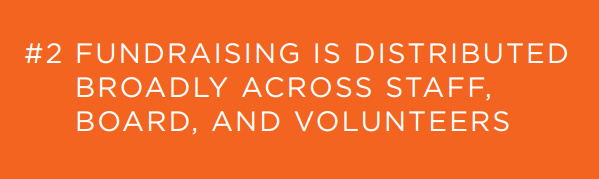 #2 FUNDRAISING IS DISTRIBUTED
BROADLY ACROSS STAFF,
BOARD, AND VOLUNTEERS